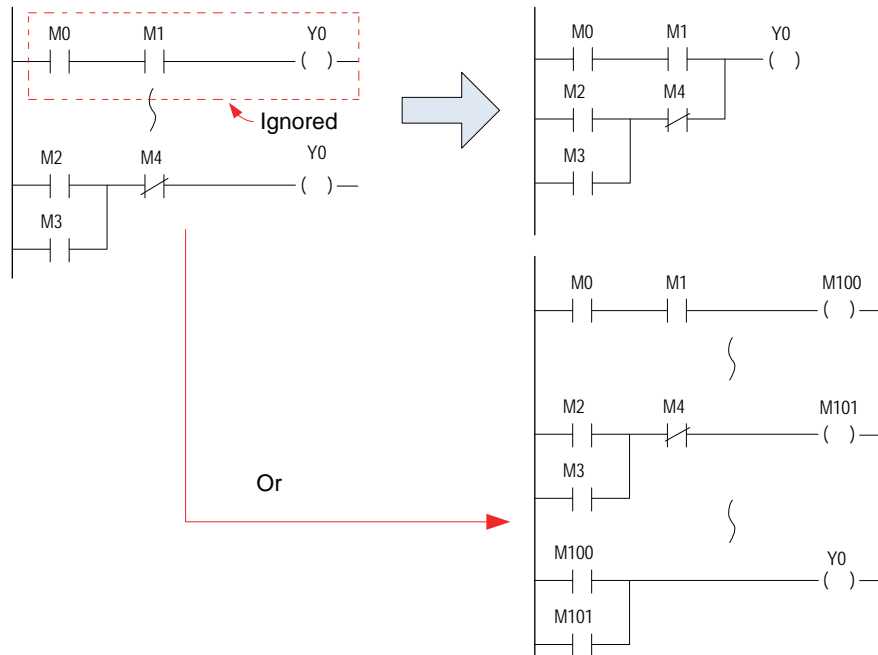 M0 M1 Y0
Ignored
M2 M4 Y0
M3
M0 M1 Y0
M2 M4
M3
Or
M0 M1 M100
M2 M4 M101
M3
M100 Y0
M101